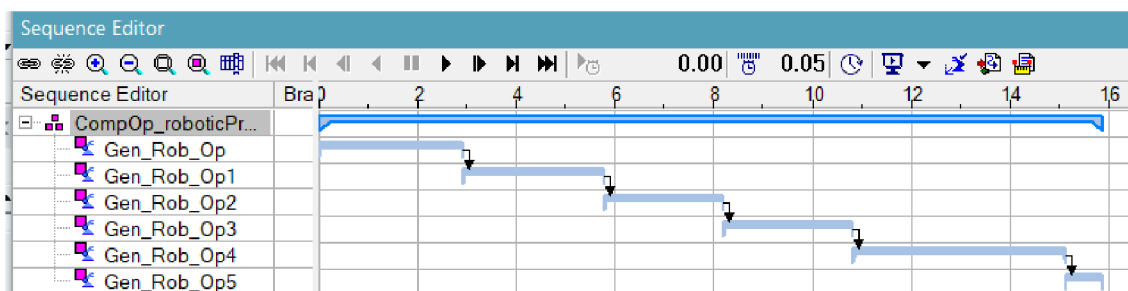 Sequence Editor
0.00 0.05
Sequence Editor Bra 0 2 4 6 8 10 12 14 16
CompOp_roboticPr...
Gen_Rob_Op
Gen_Rob_Op1
Gen_Rob_Op2
Gen_Rob_Op3
Gen_Rob_Op4
Gen_Rob_Op5